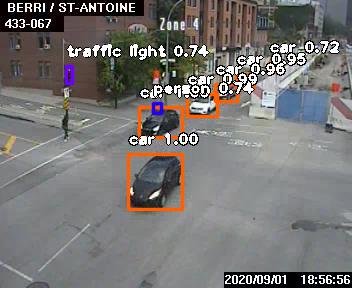 BERRI / ST-ANTOINE
433-067
Zone 4
traffic light 0.74
car 0.72
car 0.95
car 0.96
car 0.99
person 0.74
car 1.00
2020/09/01 18:56:56